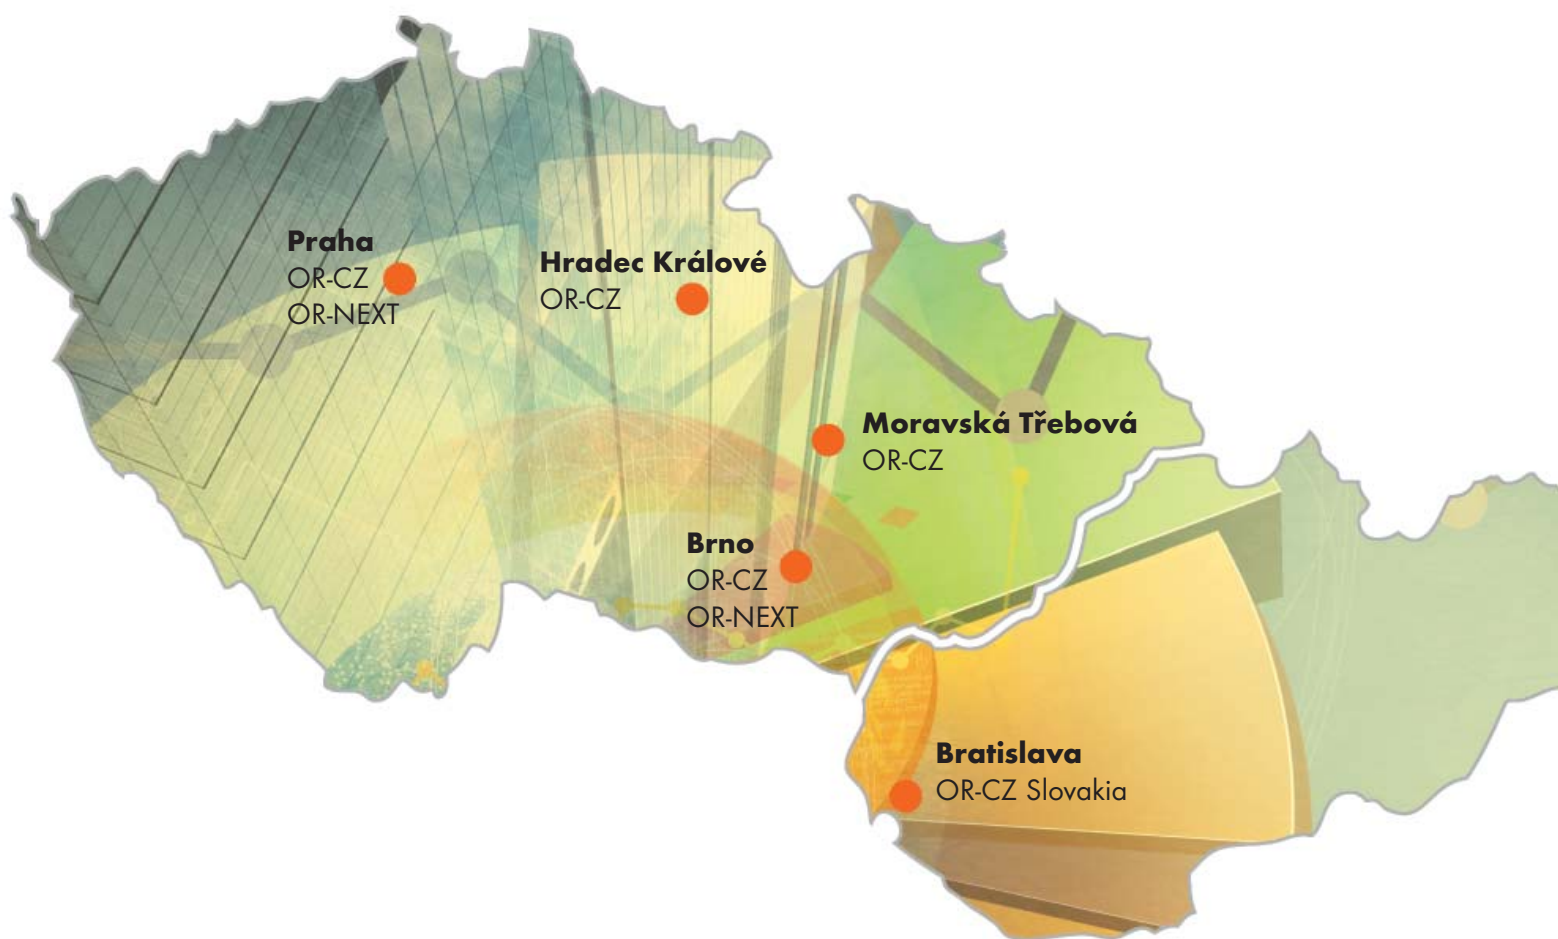 Praha
OR-CZ
OR-NEXT
Hradec Králové
OR-CZ
Moravská Třebová
OR-CZ
Brno
OR-CZ
OR-NEXT
Bratislava
OR-CZ Slovakia